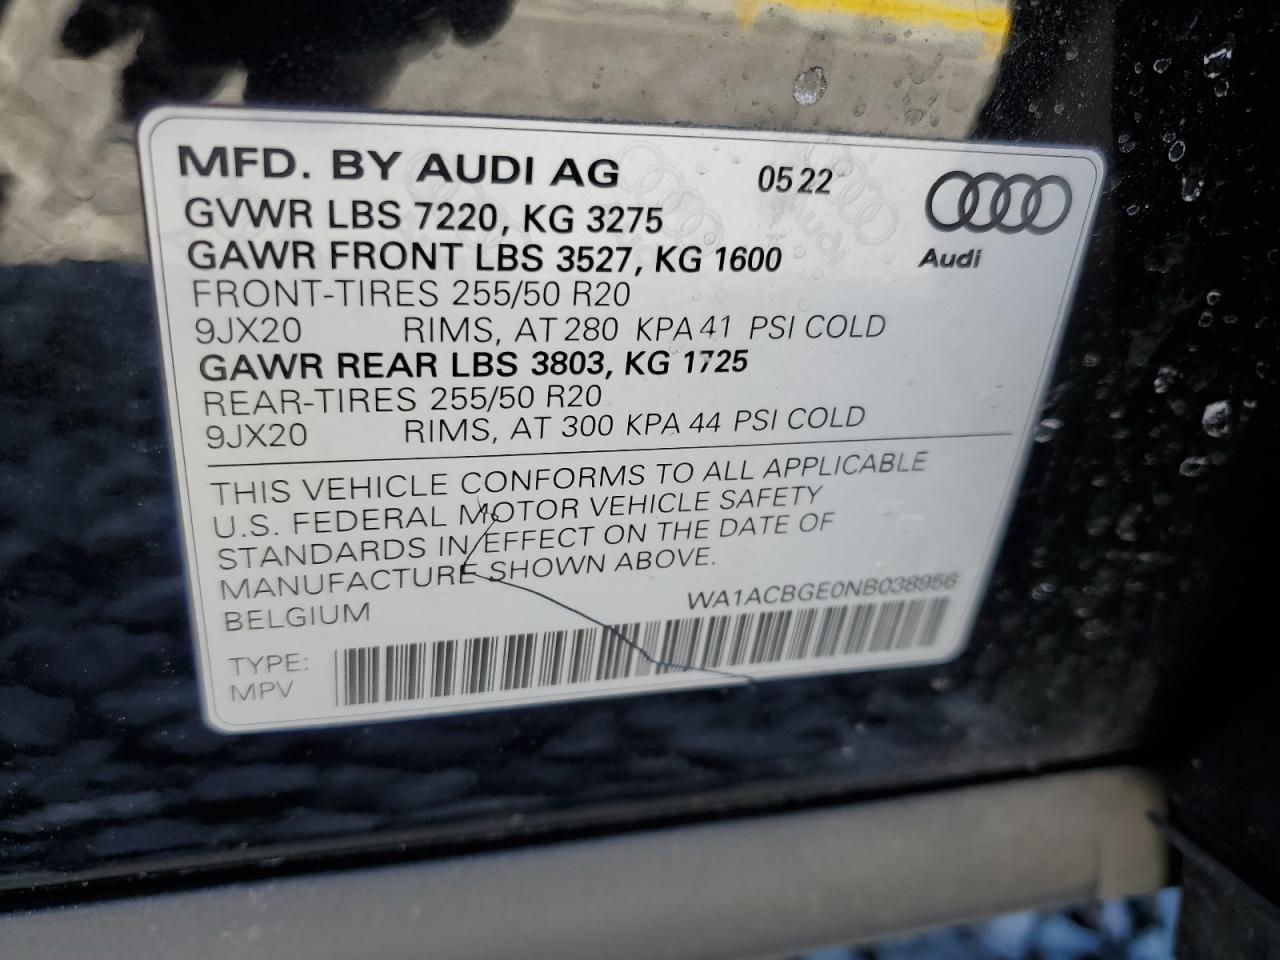 MFD. BY AUDI AG 0522
GVWR LBS 7220, KG 3275
GAWR FRONT LBS 3527, KG 1600
Audi
FRONT-TIRES 255/50 R20
9JX20 RIMS, AT 280 KPA 41 PSI COLD
GAWR REAR LBS 3803, KG 1725
REAR-TIRES 255/50 R20
9JX20 RIMS, AT 300 KPA 44 PSI COLD
THIS VEHICLE CONFORMS TO ALL APPLICABLE
U.S. FEDERAL MOTOR VEHICLE SAFETY
STANDARDS IN EFFECT ON THE DATE OF
MANUFACTURE SHOWN ABOVE.
BELGIUM WA1ACBGE0NB038956
TYPE:
MPV